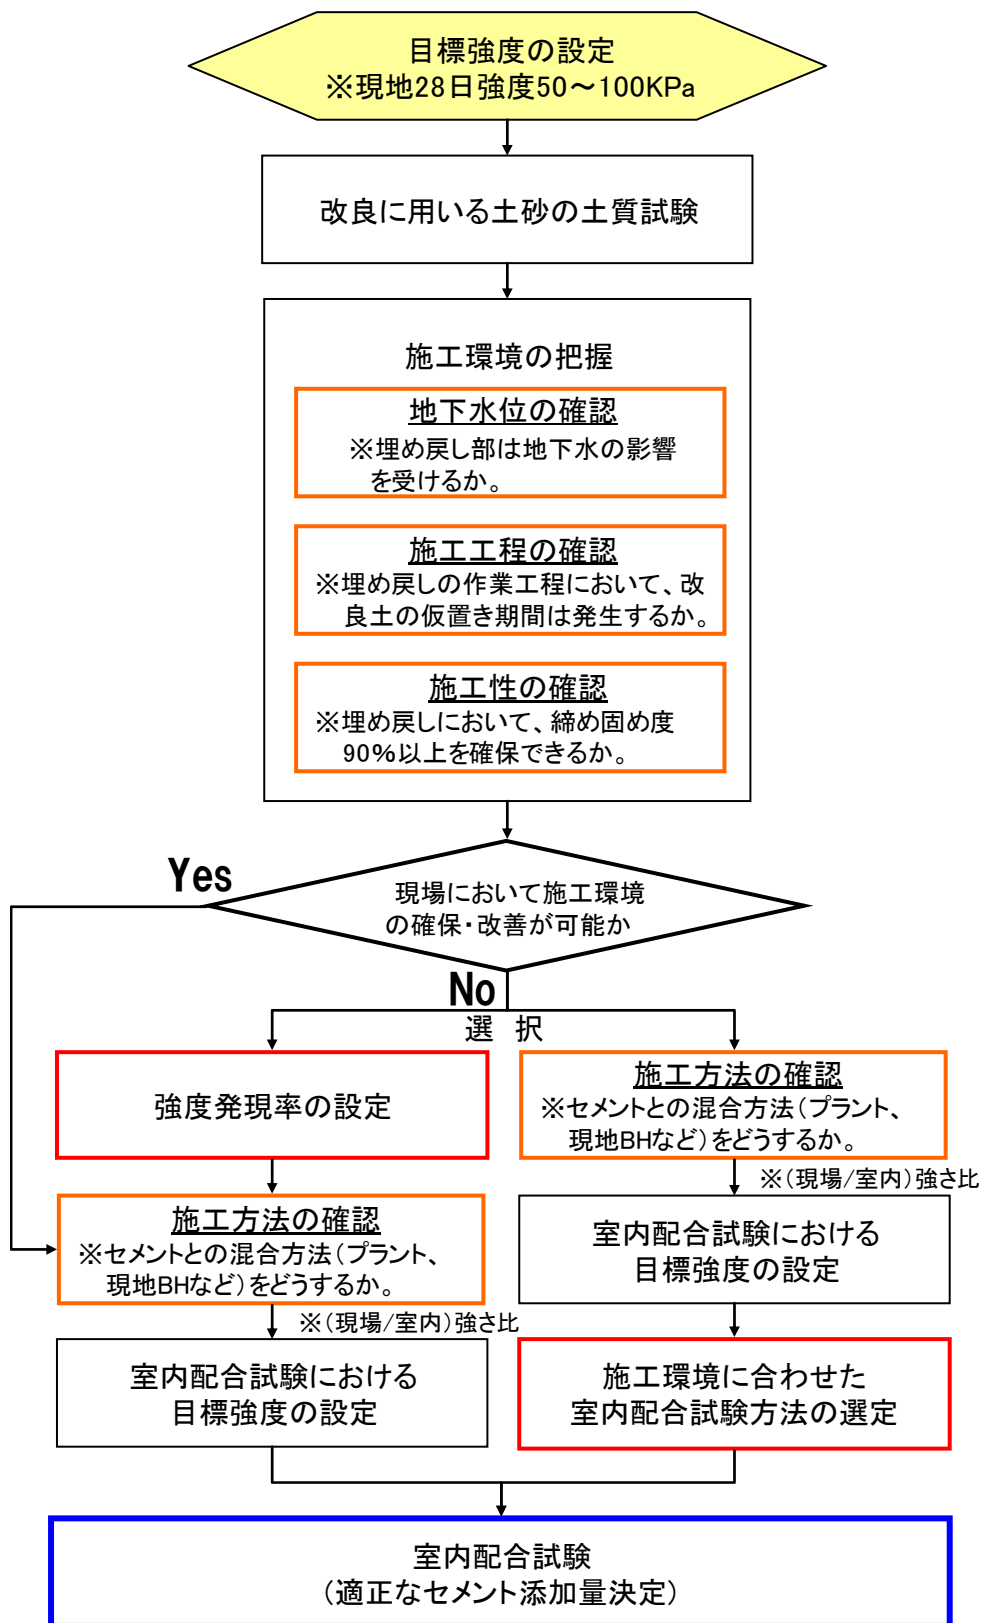 目標強度の設定
※現地28日強度50～100KPa
改良に用いる土砂の土質試験
施工環境の把握
地下水位の確認
※埋め戻し部は地下水の影響
を受けるか。
施工工程の確認
※埋め戻しの作業工程において、改
良土の仮置き期間は発生するか。
施工性の確認
※埋め戻しにおいて、締め固め度
90%以上を確保できるか。
Yes
現場において施工環境
の確保・改善が可能か
No
選 択
強度発現率の設定
施工方法の確認
※セメントとの混合方法（プラント、
現地BHなど）をどうするか。
※（現場/室内）強さ比
室内配合試験における
目標強度の設定
施工方法の確認
※セメントとの混合方法（プラント、
現地BHなど）をどうするか。
※（現場/室内）強さ比
室内配合試験における
目標強度の設定
施工環境に合わせた
室内配合試験方法の選定
室内配合試験
（適正なセメント添加量決定）